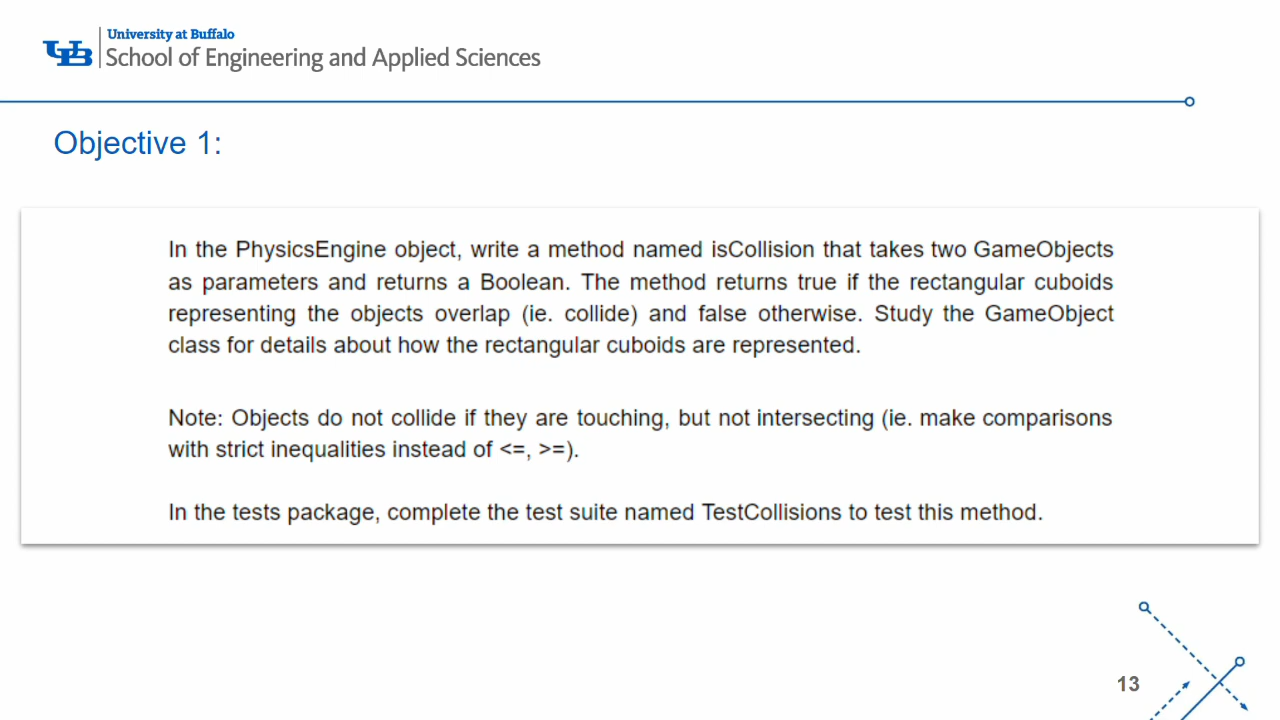 UB
University at Buffalo
School of Engineering and Applied Sciences
Objective 1:
In the PhysicsEngine object, write a method named isCollision that takes two GameObjects
as parameters and returns a Boolean. The method returns true if the rectangular cuboids
representing the objects overlap (ie. collide) and false otherwise. Study the GameObject
class for details about how the rectangular cuboids are represented.
Note: Objects do not collide if they are touching, but not intersecting (ie. make comparisons
with strict inequalities instead of <=, >=).
In the tests package, complete the test suite named TestCollisions to test this method.
13